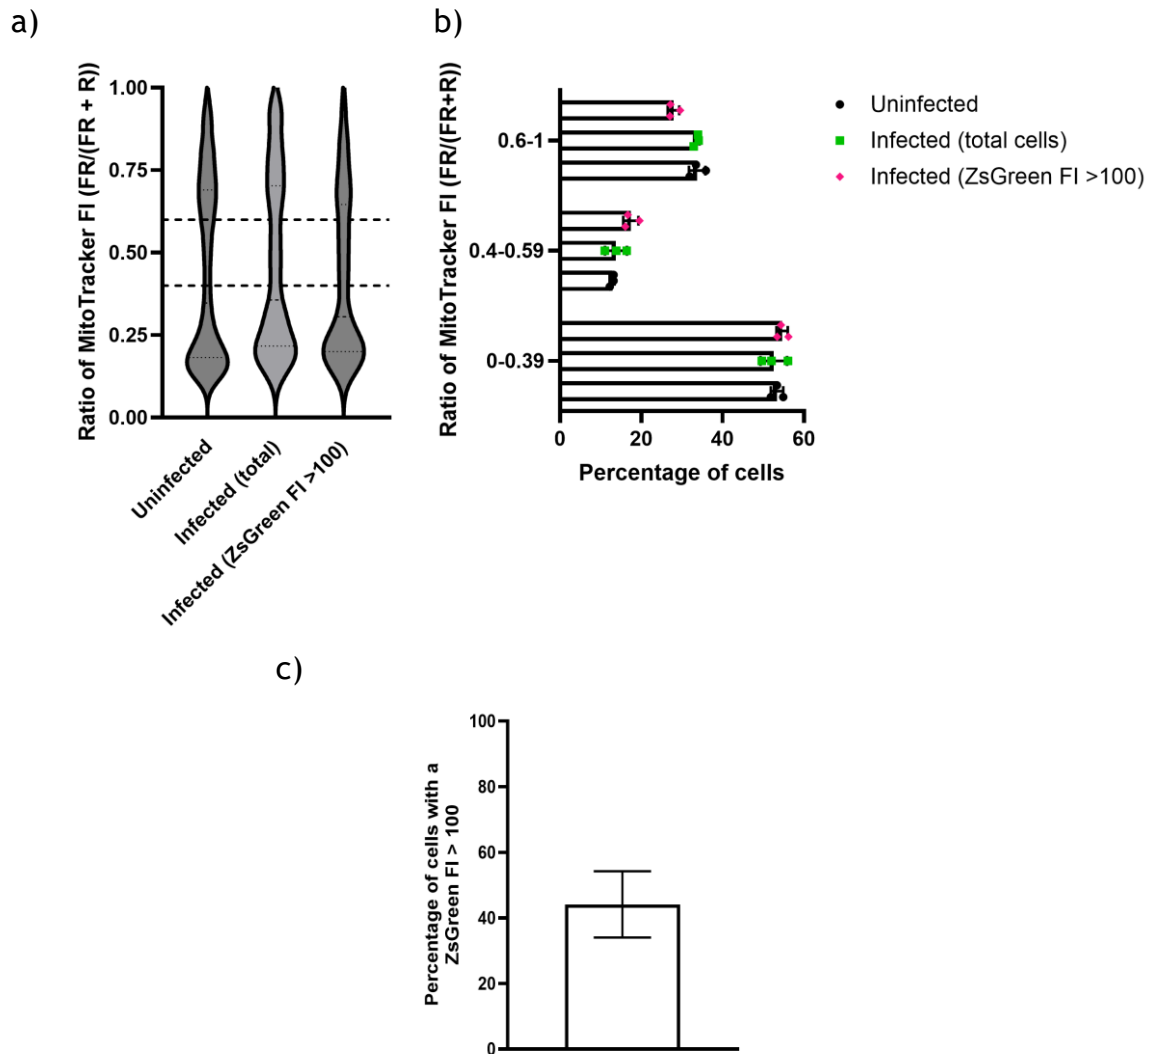 a)
Ratio of MitoTracker FI (FR/(FR + R))
1.00
0.75
0.50
0.25
0.00
Uninfected
Infected (total)
Infected (ZsGreen FI >100)
b)
Ratio of MitoTracker FI (FR/(FR+R))
0.6-1
0.4-0.59
0-0.39
0
20
40
60
Percentage of cells
Uninfected
Infected (total cells)
Infected (ZsGreen FI >100)
c)
Percentage of cells with a
ZsGreen FI > 100
100
80
60
40
20
0